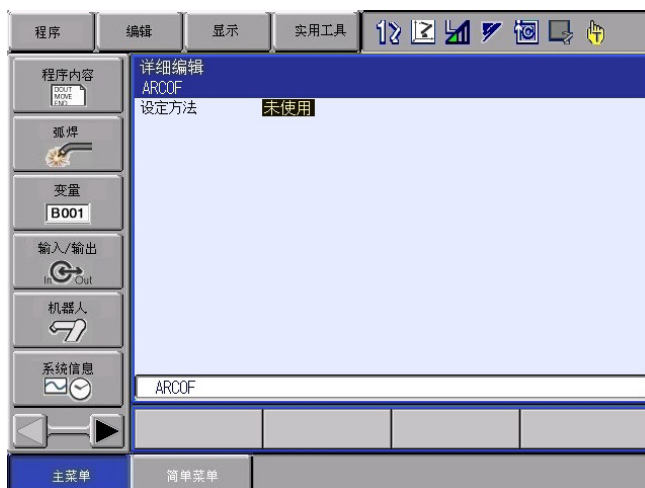 程序
编辑
显示
实用工具
程序内容
DOUT
MOVE
END
弧焊
变量
B001
输入/输出
In Out
机器人
系统信息
详细编辑
ARCOF
设定方法 未使用
ARCOF
主菜单
简单菜单